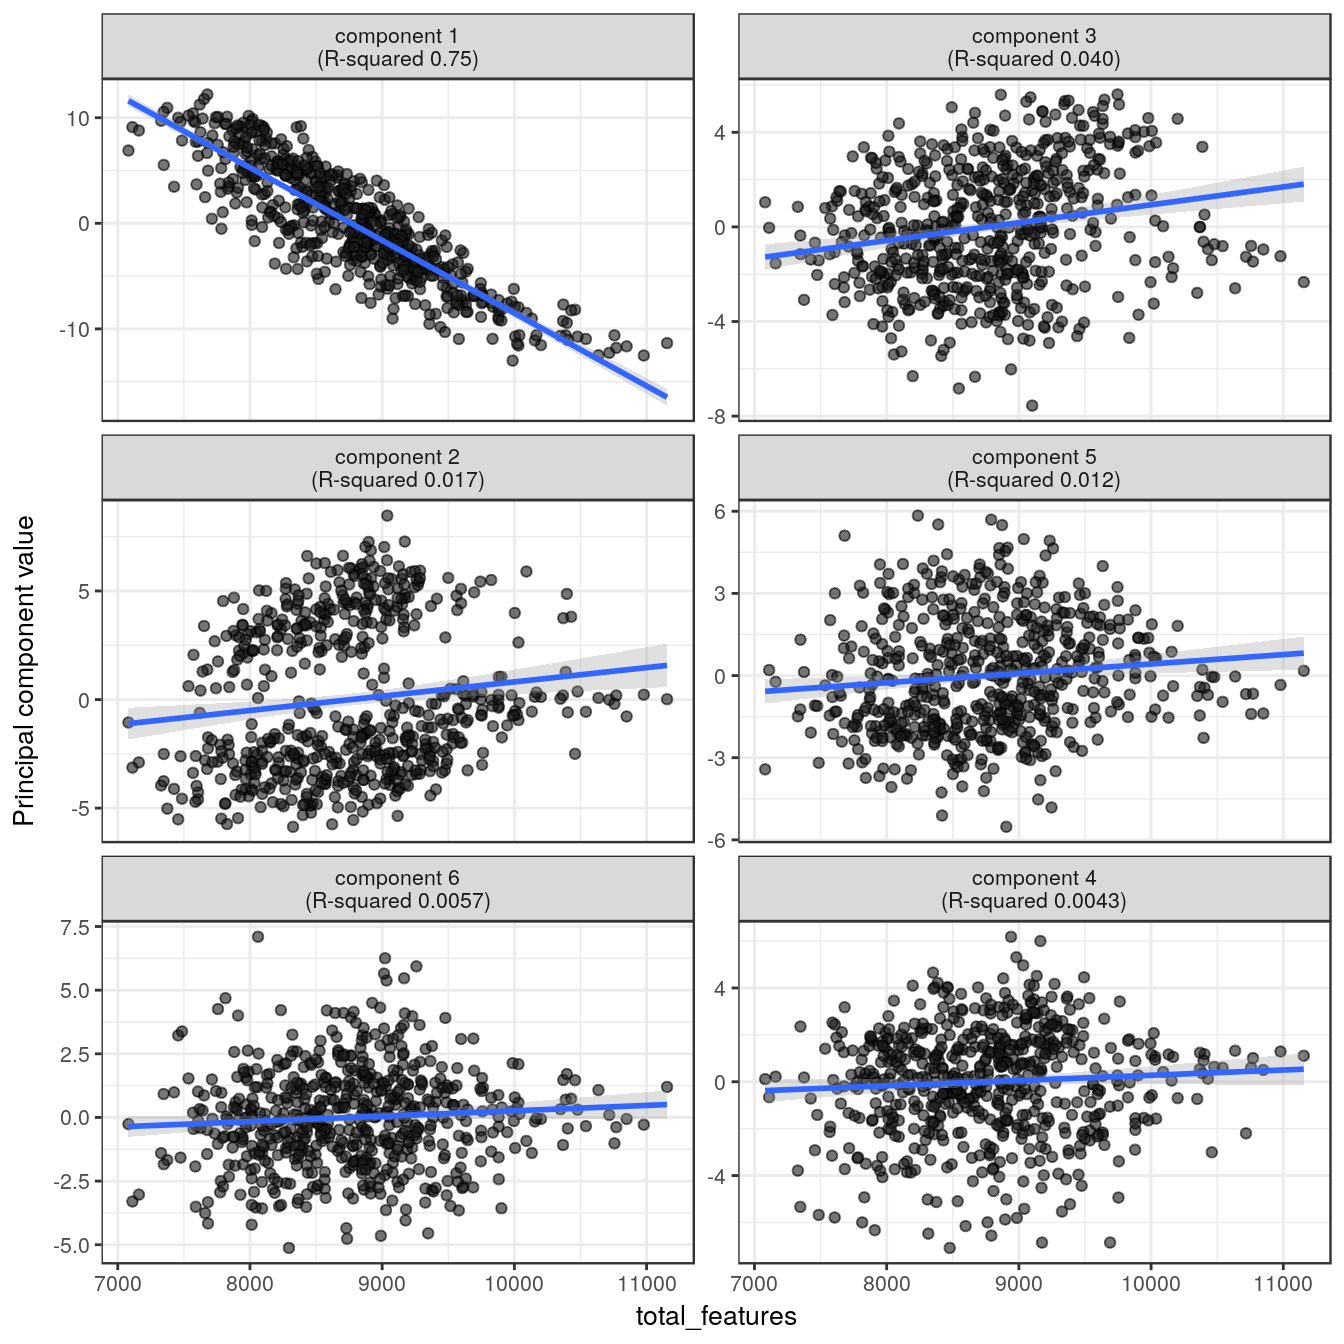 component 1
(R-squared 0.75)
component 3
(R-squared 0.040)
10
0
-10
4
0
-4
-8
component 2
(R-squared 0.017)
component 5
(R-squared 0.012)
Principal component value
5
0
-5
6
3
0
-3
-6
component 6
(R-squared 0.0057)
component 4
(R-squared 0.0043)
7.5
5.0
2.5
0.0
-2.5
-5.0
4
0
-4
7000 8000 9000 10000 11000
7000 8000 9000 10000 11000
total_features